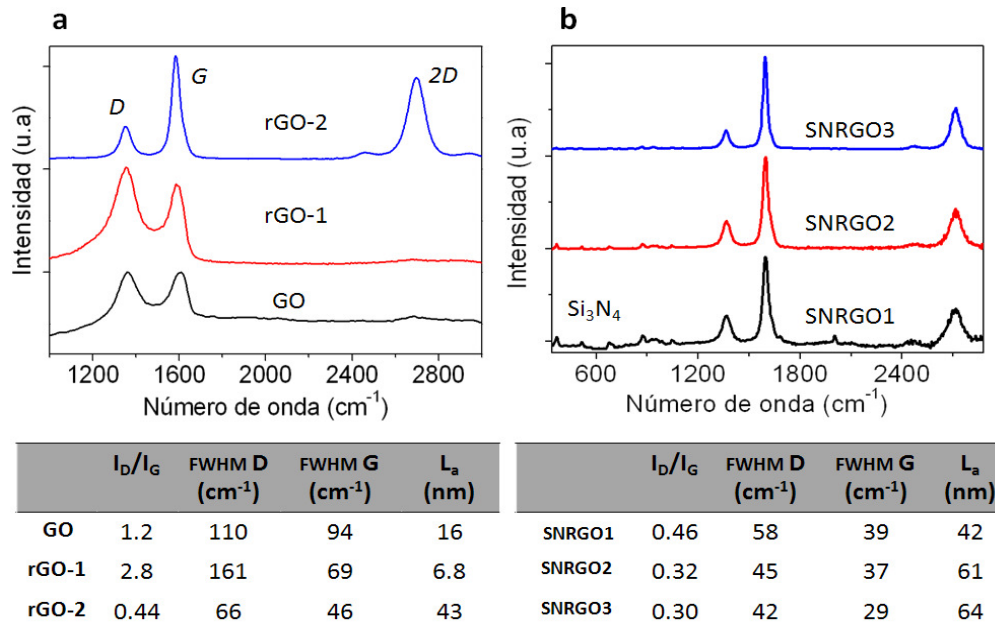 a
Intensidad (u.a)
D
G
2D
rGO-2
rGO-1
GO
1200 1600 2000 2400 2800
Número de onda (cm⁻¹)
b
Intensidad (u.a)
SNRGO3
SNRGO2
Si₃N₄
SNRGO1
600 1200 1800 2400
Número de onda (cm⁻¹)
I_D/I_G FWHM D (cm⁻¹) FWHM G (cm⁻¹) Lₐ (nm)
GO 1.2 110 94 16
rGO-1 2.8 161 69 6.8
rGO-2 0.44 66 46 43
I_D/I_G FWHM D (cm⁻¹) FWHM G (cm⁻¹) Lₐ (nm)
SNRGO1 0.46 58 39 42
SNRGO2 0.32 45 37 61
SNRGO3 0.30 42 29 64